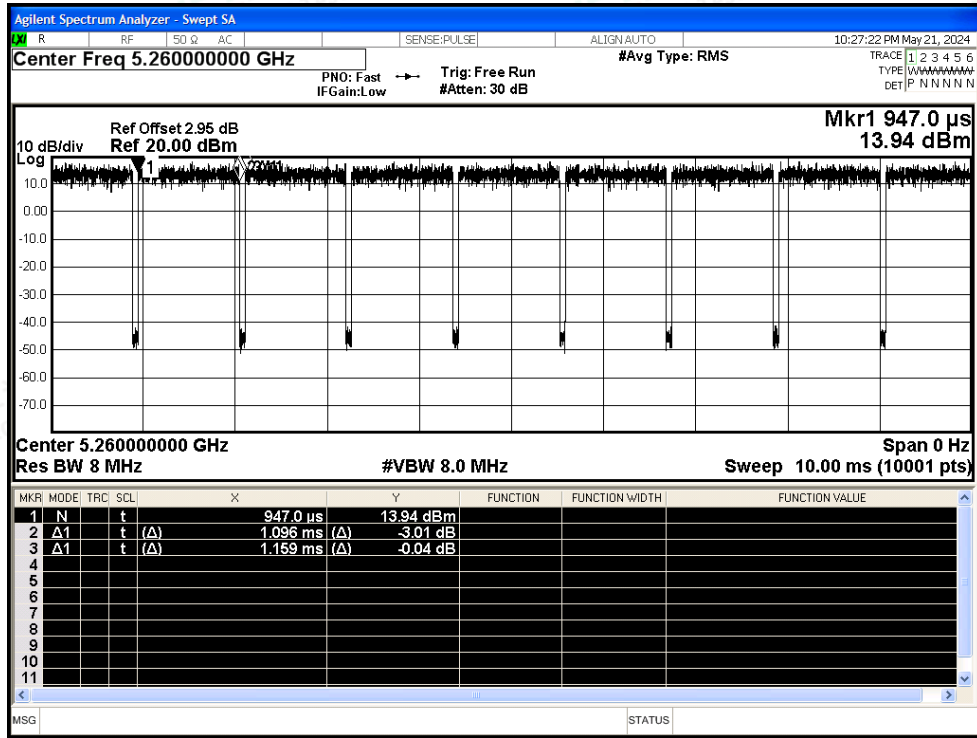 Agilent Spectrum Analyzer - Swept SA
LXI R RF 50 Ω AC SENSE:PULSE ALIGN AUTO 10:27:22 PM May 21, 2024
Center Freq 5.260000000 GHz #Avg Type: RMS TRACE 1 2 3 4 5 6
PNO: Fast Trig: Free Run TYPE
IFGain:Low #Atten: 30 dB DET P N N N N N
Mkr1 947.0 µs
Ref Offset 2.95 dB
10 dB/div Ref 20.00 dBm 13.94 dBm
Log
1
10.0
0.00
-10.0
-20.0
-30.0
-40.0
-50.0
-60.0
-70.0
Center 5.260000000 GHz Span 0 Hz
Res BW 8 MHz #VBW 8.0 MHz Sweep 10.00 ms (10001 pts)
MKR MODE TRC SCL X Y FUNCTION FUNCTION WIDTH FUNCTION VALUE
1 N t 947.0 µs 13.94 dBm
2 Δ1 t (Δ) 1.096 ms (Δ) -3.01 dB
3 Δ1 t (Δ) 1.159 ms (Δ) -0.04 dB
4
5
6
7
8
9
10
11
MSG STATUS